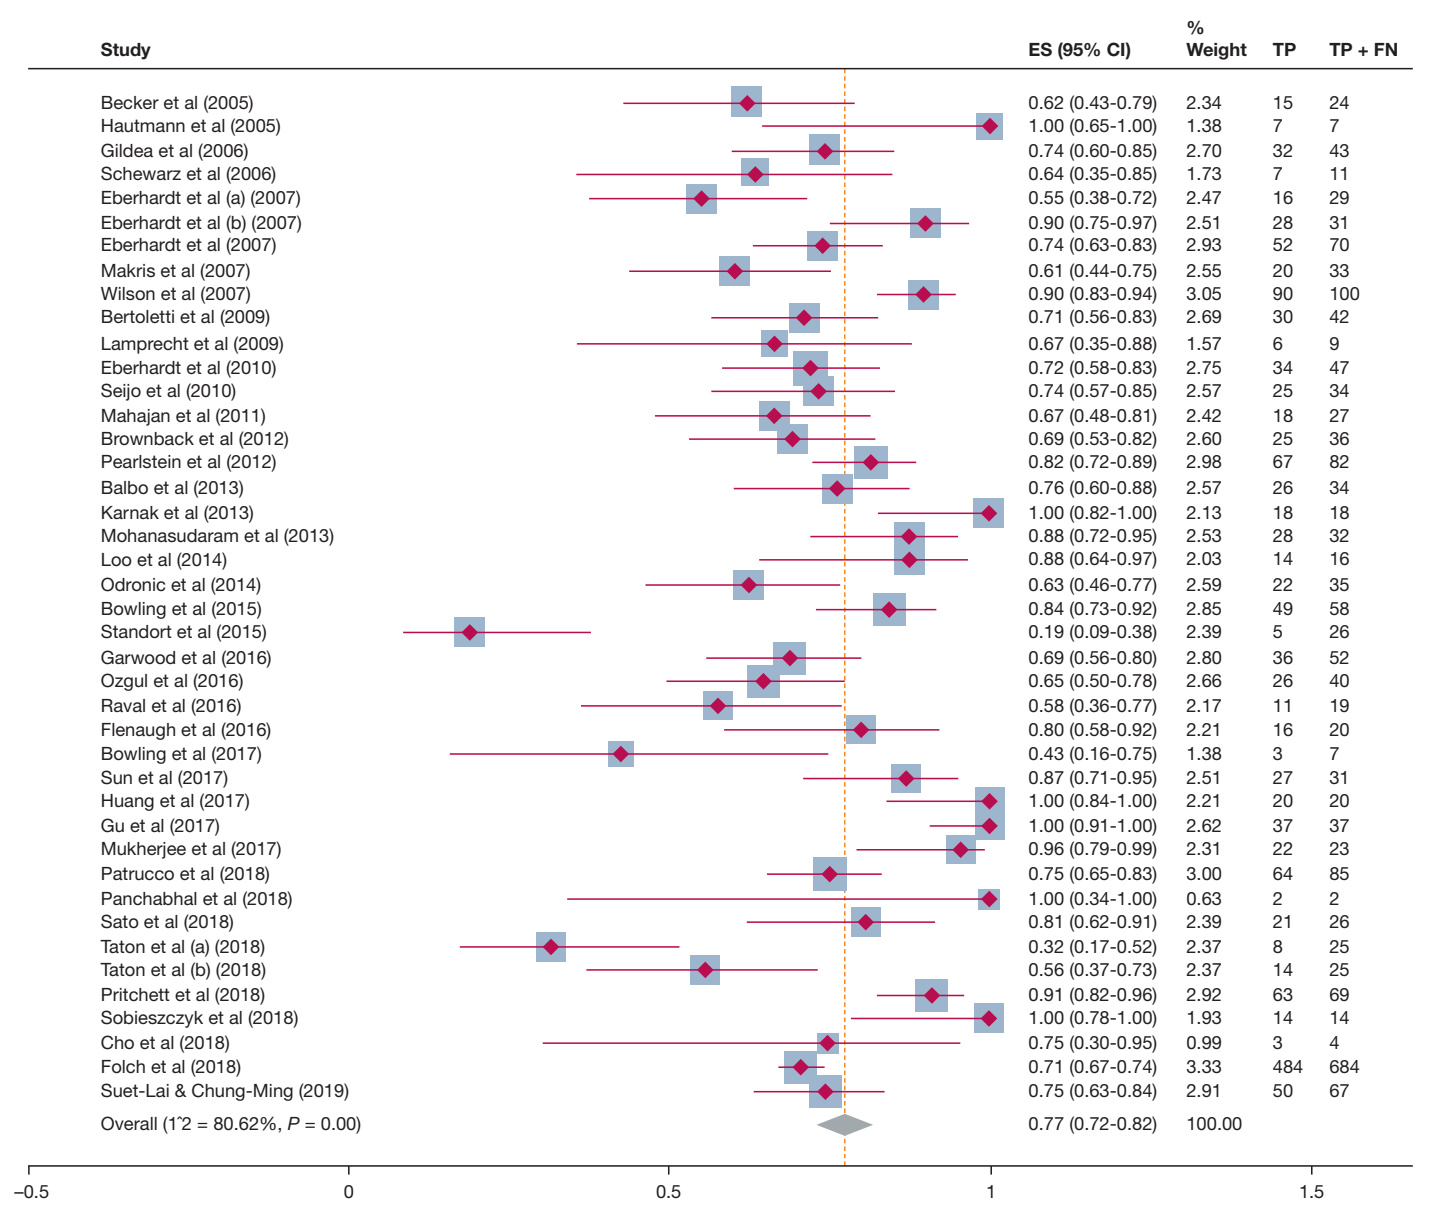 Study ES (95% CI) % Weight TP TP + FN
Becker et al (2005) 0.62 (0.43-0.79) 2.34 15 24
Hautmann et al (2005) 1.00 (0.65-1.00) 1.38 7 7
Gildea et al (2006) 0.74 (0.60-0.85) 2.70 32 43
Schewarz et al (2006) 0.64 (0.35-0.85) 1.73 7 11
Eberhardt et al (a) (2007) 0.55 (0.38-0.72) 2.47 16 29
Eberhardt et al (b) (2007) 0.90 (0.75-0.97) 2.51 28 31
Eberhardt et al (2007) 0.74 (0.63-0.83) 2.93 52 70
Makris et al (2007) 0.61 (0.44-0.75) 2.55 20 33
Wilson et al (2007) 0.90 (0.83-0.94) 3.05 90 100
Bertoletti et al (2009) 0.71 (0.56-0.83) 2.69 30 42
Lamprecht et al (2009) 0.67 (0.35-0.88) 1.57 6 9
Eberhardt et al (2010) 0.72 (0.58-0.83) 2.75 34 47
Seijo et al (2010) 0.74 (0.57-0.85) 2.57 25 34
Mahajan et al (2011) 0.67 (0.48-0.81) 2.42 18 27
Brownback et al (2012) 0.69 (0.53-0.82) 2.60 25 36
Pearlstein et al (2012) 0.82 (0.72-0.89) 2.98 67 82
Balbo et al (2013) 0.76 (0.60-0.88) 2.57 26 34
Karnak et al (2013) 1.00 (0.82-1.00) 2.13 18 18
Mohanasudaram et al (2013) 0.88 (0.72-0.95) 2.53 28 32
Loo et al (2014) 0.88 (0.64-0.97) 2.03 14 16
Odronic et al (2014) 0.63 (0.46-0.77) 2.59 22 35
Bowling et al (2015) 0.84 (0.73-0.92) 2.85 49 58
Standort et al (2015) 0.19 (0.09-0.38) 2.39 5 26
Garwood et al (2016) 0.69 (0.56-0.80) 2.80 36 52
Ozgul et al (2016) 0.65 (0.50-0.78) 2.66 26 40
Raval et al (2016) 0.58 (0.36-0.77) 2.17 11 19
Flenaugh et al (2016) 0.80 (0.58-0.92) 2.21 16 20
Bowling et al (2017) 0.43 (0.16-0.75) 1.38 3 7
Sun et al (2017) 0.87 (0.71-0.95) 2.51 27 31
Huang et al (2017) 1.00 (0.84-1.00) 2.21 20 20
Gu et al (2017) 1.00 (0.91-1.00) 2.62 37 37
Mukherjee et al (2017) 0.96 (0.79-0.99) 2.31 22 23
Patrucco et al (2018) 0.75 (0.65-0.83) 3.00 64 85
Panchabhal et al (2018) 1.00 (0.34-1.00) 0.63 2 2
Sato et al (2018) 0.81 (0.62-0.91) 2.39 21 26
Taton et al (a) (2018) 0.32 (0.17-0.52) 2.37 8 25
Taton et al (b) (2018) 0.56 (0.37-0.73) 2.37 14 25
Pritchett et al (2018) 0.91 (0.82-0.96) 2.92 63 69
Sobieszczyk et al (2018) 1.00 (0.78-1.00) 1.93 14 14
Cho et al (2018) 0.75 (0.30-0.95) 0.99 3 4
Folch et al (2018) 0.71 (0.67-0.74) 3.33 484 684
Suet-Lai & Chung-Ming (2019) 0.75 (0.63-0.84) 2.91 50 67
Overall (1ˆ2 = 80.62%, P = 0.00) 0.77 (0.72-0.82) 100.00
−0.5 0 0.5 1 1.5